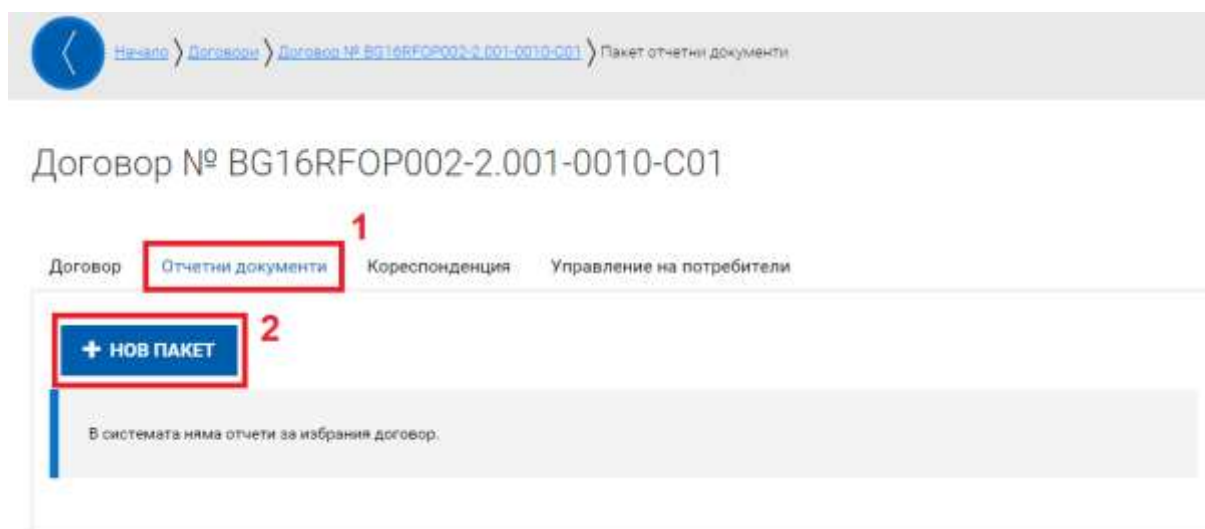 Начало 〉 Договори 〉 Договор № BG16RFOP002-2.001-0010-C01 〉 Пакет отчетни документи
Договор № BG16RFOP002-2.001-0010-C01
1
Договор Отчетни документи Кореспонденция Управление на потребители
+ НОВ ПАКЕТ 2
В системата няма отчети за избрания договор.